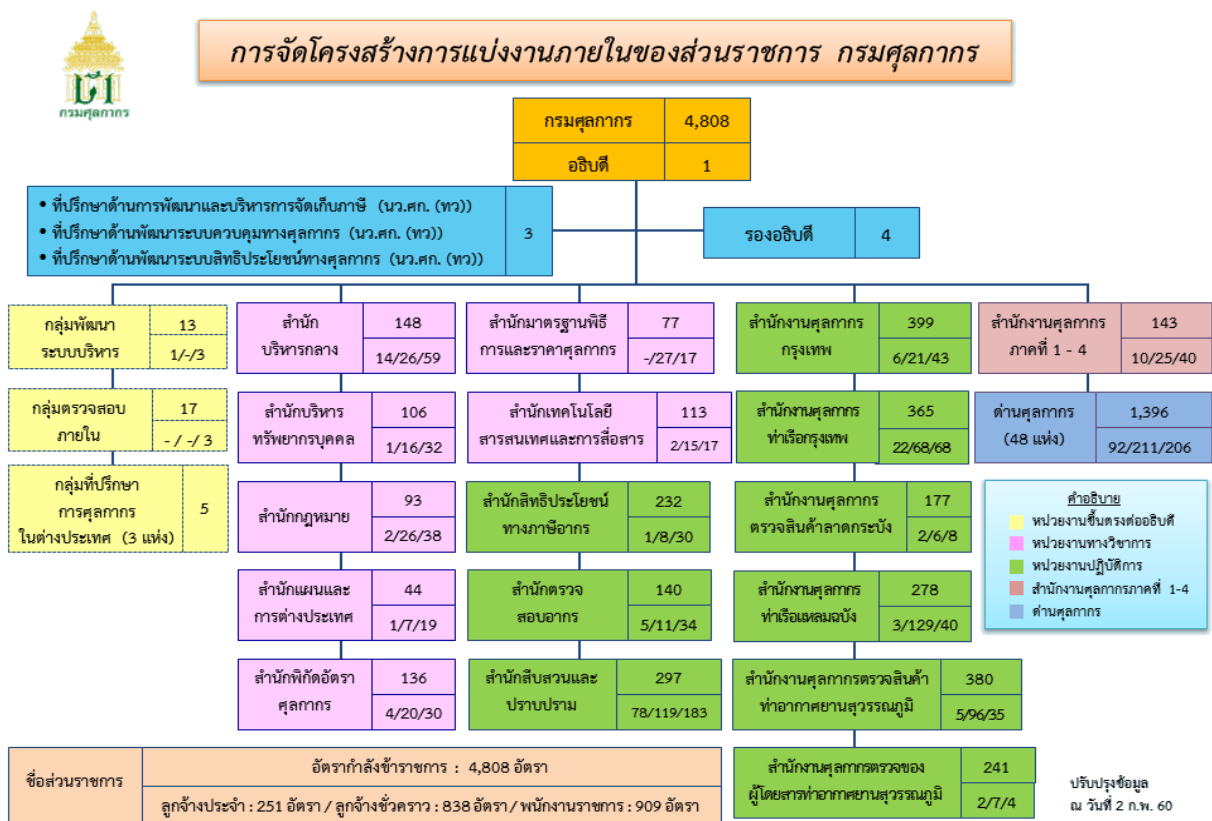 กรมศุลกากร
การจัดโครงสร้างการแบ่งงานภายในของส่วนราชการ กรมศุลกากร
กรมศุลกากร 4,808
อธิบดี 1
• ที่ปรึกษาด้านการพัฒนาและบริหารการจัดเก็บภาษี (นว.ศก. (ทว))
• ที่ปรึกษาด้านพัฒนาระบบควบคุมทางศุลกากร (นว.ศก. (ทว))
• ที่ปรึกษาด้านพัฒนาระบบสิทธิประโยชน์ทางศุลกากร (นว.ศก. (ทว))
3
รองอธิบดี 4
กลุ่มพัฒนา
ระบบบริหาร
13
1/-/3
กลุ่มตรวจสอบ
ภายใน
17
- / -/ 3
กลุ่มที่ปรึกษา
การศุลกากร
ในต่างประเทศ (3 แห่ง)
5
สำนัก
บริหารกลาง
148
14/26/59
สำนักบริหาร
ทรัพยากรบุคคล
106
1/16/32
สำนักกฎหมาย
93
2/26/38
สำนักแผนและ
การต่างประเทศ
44
1/7/19
สำนักพิกัดอัตรา
ศุลกากร
136
4/20/30
สำนักมาตรฐานพิธี
การและราคาศุลกากร
77
-/27/17
สำนักเทคโนโลยี
สารสนเทศและการสื่อสาร
113
2/15/17
สำนักสิทธิประโยชน์
ทางภาษีอากร
232
1/8/30
สำนักตรวจ
สอบอากร
140
5/11/34
สำนักสืบสวนและ
ปราบปราม
297
78/119/183
สำนักงานศุลกากร
กรุงเทพ
399
6/21/43
สำนักงานศุลกากร
ท่าเรือกรุงเทพ
365
22/68/68
สำนักงานศุลกากร
ตรวจสินค้าลาดกระบัง
177
2/6/8
สำนักงานศุลกากร
ท่าเรือแหลมฉบัง
278
3/129/40
สำนักงานศุลกากรตรวจสินค้า
ท่าอากาศยานสุวรรณภูมิ
380
5/96/35
สำนักงานศุลกากรตรวจของ
ผู้โดยสารท่าอากาศยานสุวรรณภูมิ
241
2/7/4
สำนักงานศุลกากร
ภาคที่ 1 - 4
143
10/25/40
ด่านศุลกากร
(48 แห่ง)
1,396
92/211/206
คำอธิบาย
หน่วยงานขึ้นตรงต่ออธิบดี
หน่วยงานทางวิชาการ
หน่วยงานปฏิบัติการ
สำนักงานศุลกากรภาคที่ 1-4
ด่านศุลกากร
ชื่อส่วนราชการ
อัตรากำลังข้าราชการ : 4,808 อัตรา
ลูกจ้างประจำ : 251 อัตรา / ลูกจ้างชั่วคราว : 838 อัตรา / พนักงานราชการ : 909 อัตรา
ปรับปรุงข้อมูล
ณ วันที่ 2 ก.พ. 60